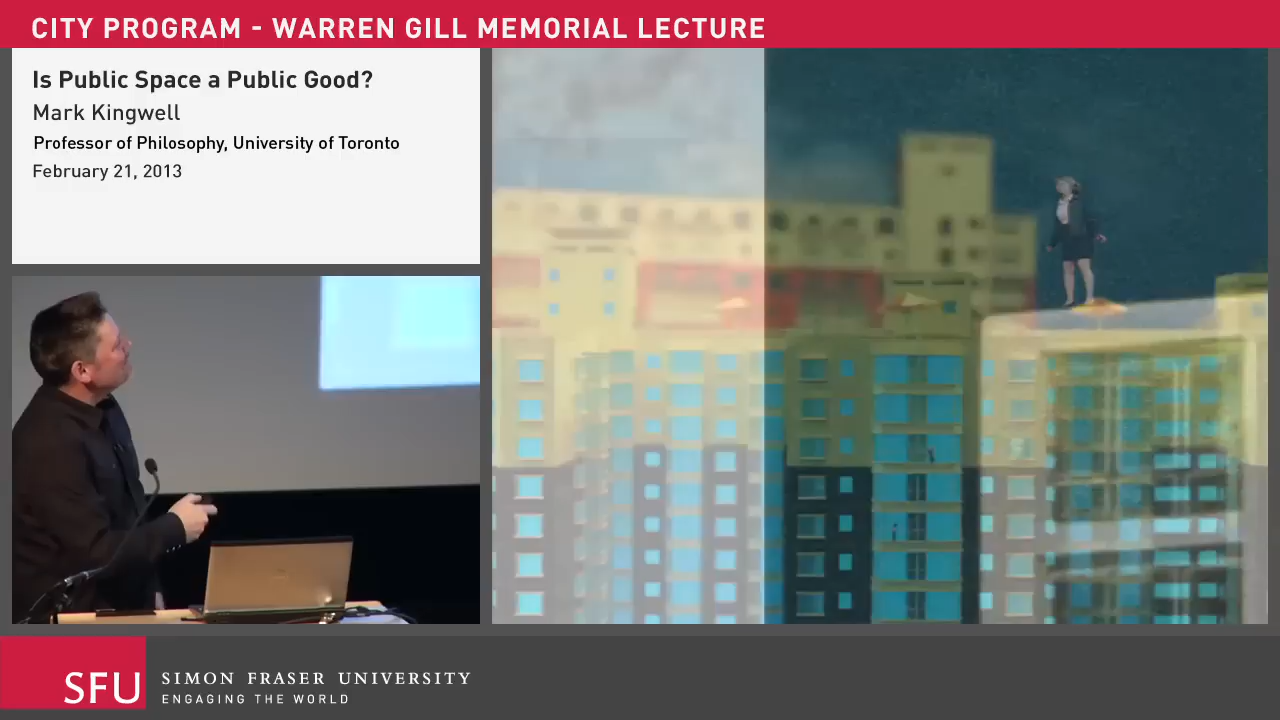 CITY PROGRAM - WARREN GILL MEMORIAL LECTURE
Is Public Space a Public Good?
Mark Kingwell
Professor of Philosophy, University of Toronto
February 21, 2013
SFU
SIMON FRASER UNIVERSITY
ENGAGING THE WORLD